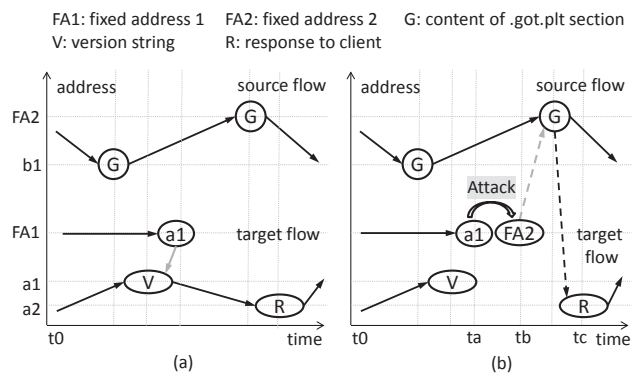 FA1: fixed address 1 FA2: fixed address 2 G: content of .got.plt section
V: version string R: response to client
address source flow
FA2 G
b1 G
FA1 a1 target flow
a1 V
a2 R
t0 time
(a)
address source flow
G
G
Attack
a1 FA2 target flow
V
R
t0 ta tb tc time
(b)